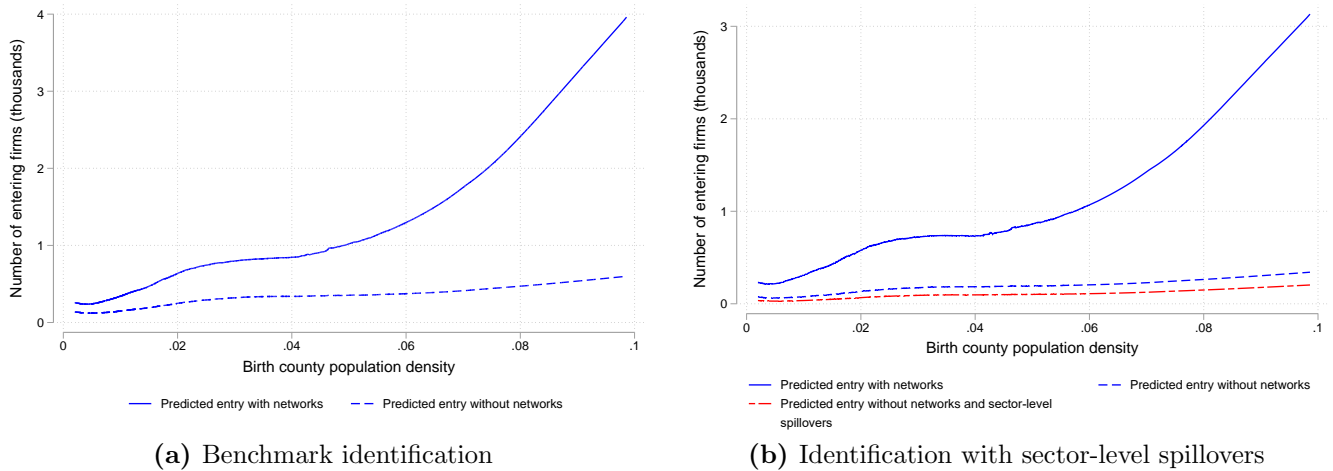 Number of entering firms (thousands)
4
3
2
1
0
0
.02
.04
.06
.08
.1
Birth county population density
Predicted entry with networks
Predicted entry without networks
(a) Benchmark identification
Number of entering firms (thousands)
3
2
1
0
0
.02
.04
.06
.08
.1
Birth county population density
Predicted entry with networks
Predicted entry without networks
Predicted entry without networks and sector-level
spillovers
(b) Identification with sector-level spillovers